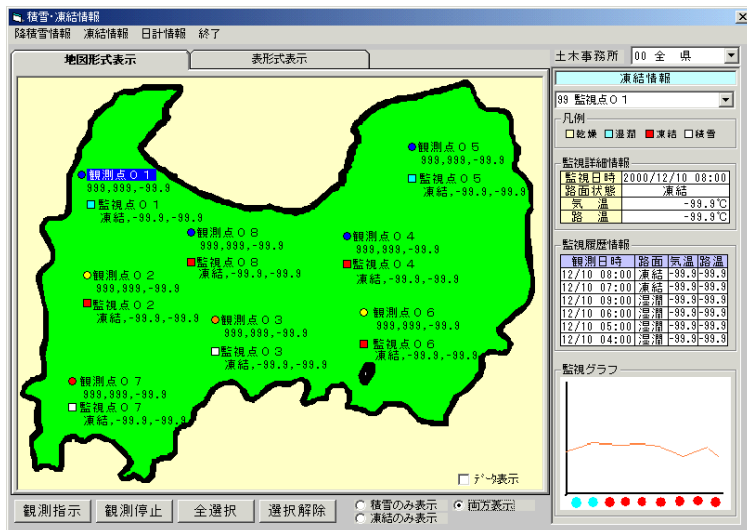 積雪･凍結情報
降積雪情報 凍結情報 日計情報 終了
地図形式表示 表形式表示
土木事務所 00 全 県
凍結情報
99 監視点０１
凡例
乾燥 湿潤 凍結 積雪
監視詳細情報
監視日時 2000/12/10 08:00
路面状態 凍結
気 温 -99.9℃
路 温 -99.9℃
監視履歴情報
観測日時 路面 気温 路温
12/10 08:00 凍結 -99.9 -99.9
12/10 07:00 凍結 -99.9 -99.9
12/10 09:00 湿潤 -99.9 -99.9
12/10 06:00 湿潤 -99.9 -99.9
12/10 05:00 湿潤 -99.9 -99.9
12/10 04:00 湿潤 -99.9 -99.9
監視グラフ
観測点０１
999,999,-99.9
監視点０１
凍結,-99.9,-99.9
観測点０５
999,999,-99.9
監視点０５
凍結,-99.9,-99.9
観測点０８
999,999,-99.9
監視点０８
凍結,-99.9,-99.9
観測点０４
999,999,-99.9
監視点０４
凍結,-99.9,-99.9
観測点０２
999,999,-99.9
監視点０２
凍結,-99.9,-99.9
観測点０３
999,999,-99.9
監視点０３
凍結,-99.9,-99.9
観測点０６
999,999,-99.9
監視点０６
凍結,-99.9,-99.9
観測点０７
999,999,-99.9
監視点０７
凍結,-99.9,-99.9
ﾃﾞｰﾀ表示
観測指示 観測停止 全選択 選択解除
積雪のみ表示 両方表示
凍結のみ表示